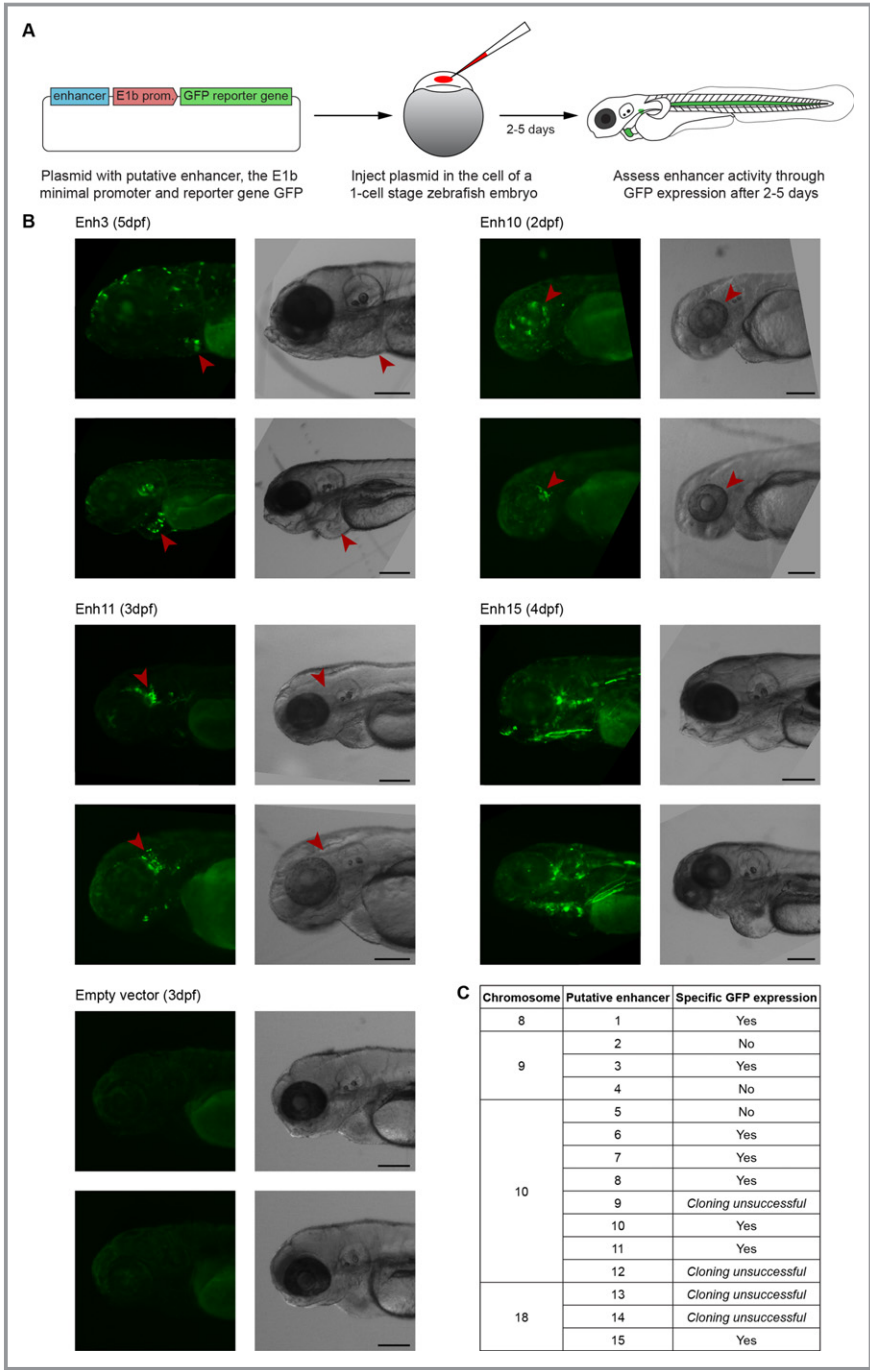 A
enhancer E1b prom. GFP reporter gene
2-5 days
Plasmid with putative enhancer, the E1b
minimal promoter and reporter gene GFP
Inject plasmid in the cell of a
1-cell stage zebrafish embryo
Assess enhancer activity through
GFP expression after 2-5 days
B
Enh3 (5dpf)
Enh10 (2dpf)
Enh11 (3dpf)
Enh15 (4dpf)
Empty vector (3dpf)
C
Chromosome Putative enhancer Specific GFP expression
8 1 Yes
9 2 No
3 Yes
4 No
10 5 No
6 Yes
7 Yes
8 Yes
9 Cloning unsuccessful
10 Yes
11 Yes
12 Cloning unsuccessful
18 13 Cloning unsuccessful
14 Cloning unsuccessful
15 Yes